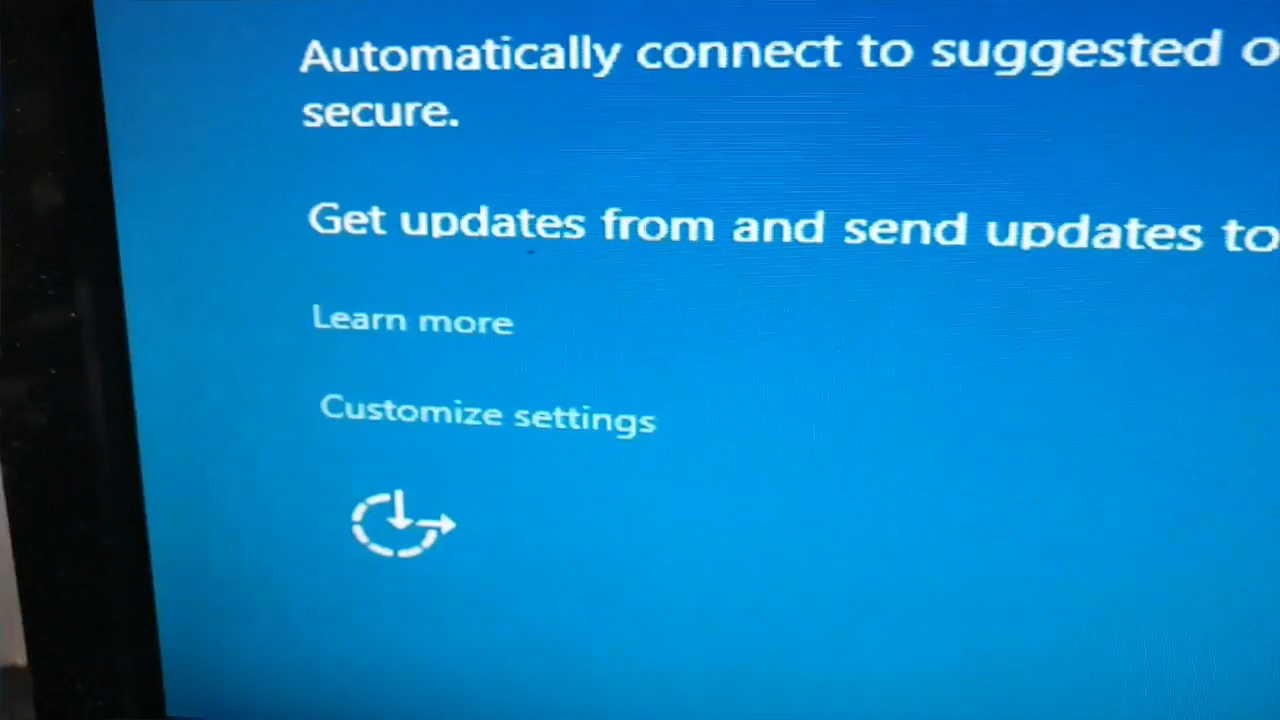 Automatically connect to suggested
secure.
Get updates from and send updates to
Learn more
Customize settings